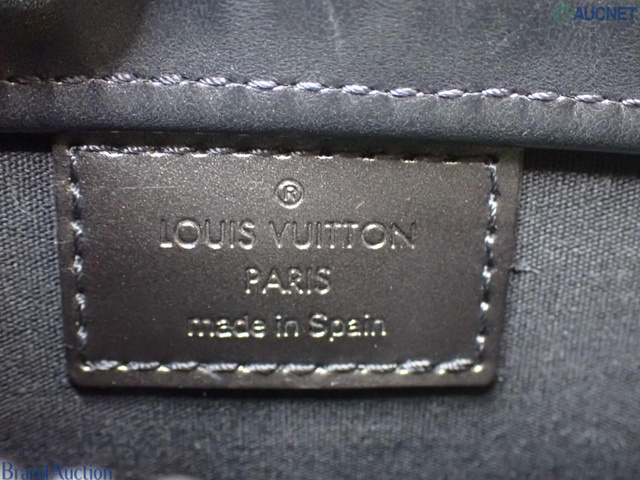 AUCNET
®
LOUIS VUITTON
PARIS
made in Spain
Brand Auction